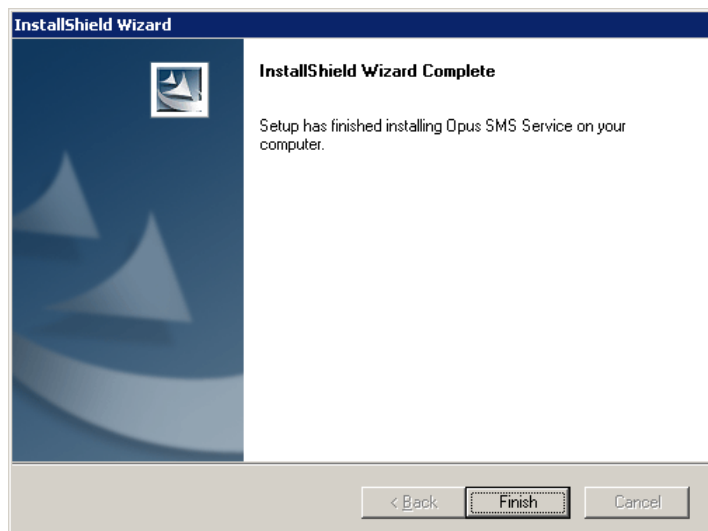 InstallShield Wizard
InstallShield Wizard Complete
Setup has finished installing Opus SMS Service on your
computer.
< Back
Finish
Cancel